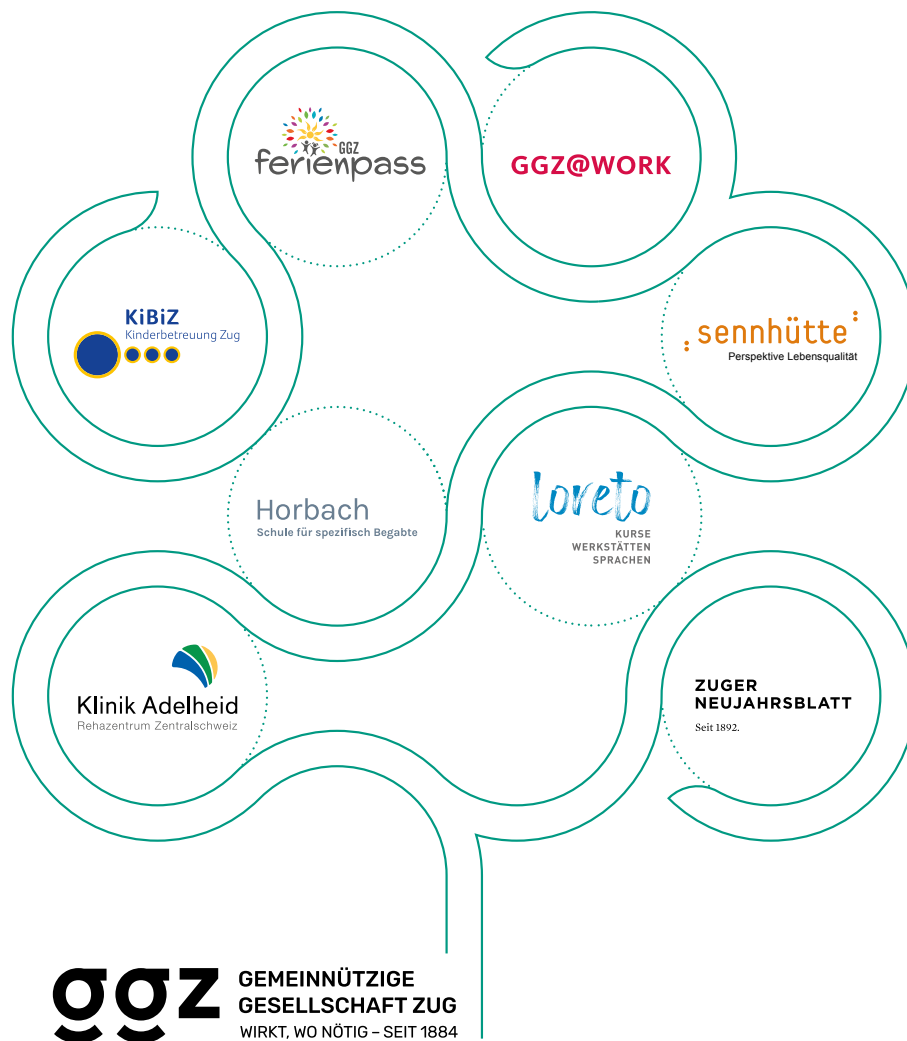 GGZ
ferienpass
GGZ@WORK
KiBiZ
Kinderbetreuung Zug
sennhütte
Perspektive Lebensqualität
Horbach
Schule für spezifisch Begabte
loreto
KURSE
WERKSTÄTTEN
SPRACHEN
Klinik Adelheid
Rehazentrum Zentralschweiz
ZUGER
NEUJAHRSBLATT
Seit 1892.
ggz
GEMEINNÜTZIGE
GESELLSCHAFT ZUG
WIRKT, WO NÖTIG – SEIT 1884